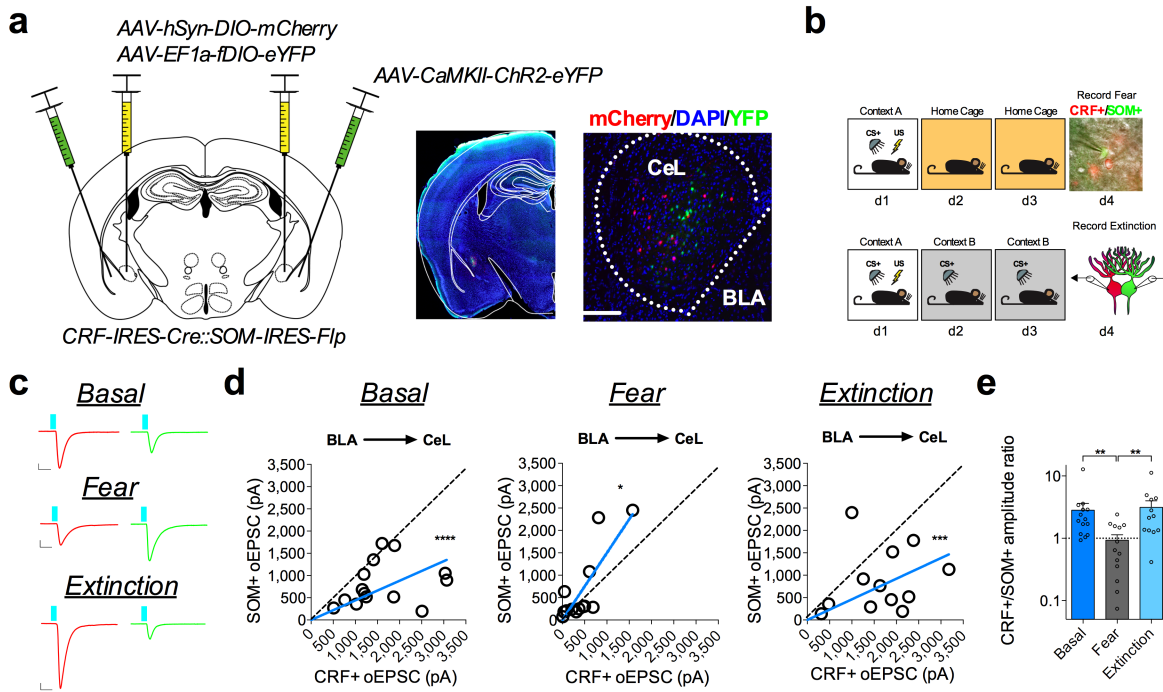 a
AAV-hSyn-DIO-mCherry
AAV-EF1a-fDIO-eYFP
AAV-CaMKII-ChR2-eYFP
CRF-IRES-Cre::SOM-IRES-Flp
mCherry/DAPI/YFP
CeL
BLA
b
Context A
Home Cage
Home Cage
Record Fear
CRF+/SOM+
CS+
US
d1
d2
d3
d4
Context A
Context B
Context B
Record Extinction
CS+
US
CS+
CS+
d1
d2
d3
d4
c
Basal
Fear
Extinction
d
Basal
BLA
CeL
SOM+ oEPSC (pA)
3,500
3,000
2,500
2,000
1,500
1,000
500
0
****
0
500
1,000
1,500
2,000
2,500
3,000
3,500
CRF+ oEPSC (pA)
Fear
BLA
CeL
SOM+ oEPSC (pA)
3,500
3,000
2,500
2,000
1,500
1,000
500
0
*
0
500
1,000
1,500
2,000
2,500
3,000
3,500
CRF+ oEPSC (pA)
Extinction
BLA
CeL
SOM+ oEPSC (pA)
3,500
3,000
2,500
2,000
1,500
1,000
500
0
***
0
500
1,000
1,500
2,000
2,500
3,000
3,500
CRF+ oEPSC (pA)
e
CRF+/SOM+ amplitude ratio
10
1
0.1
**
**
Basal
Fear
Extinction